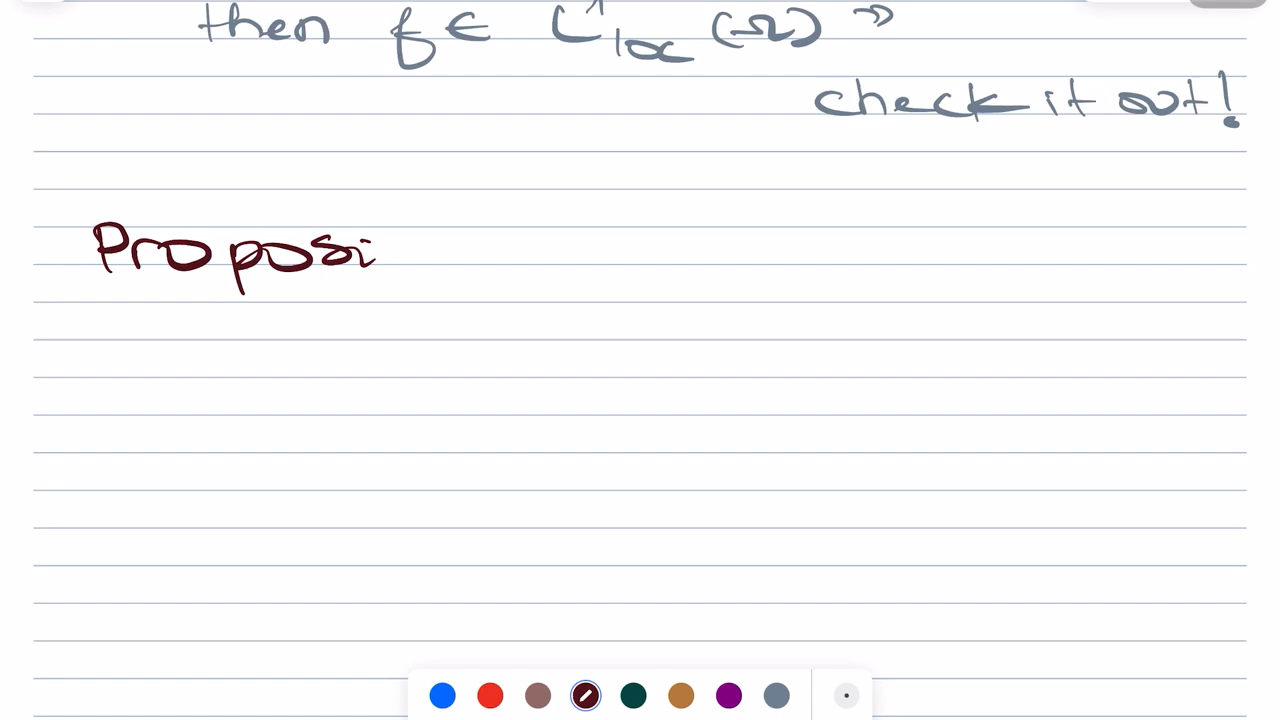 then f ∈ L¹loc (Ω) "
check it out!
Proposi